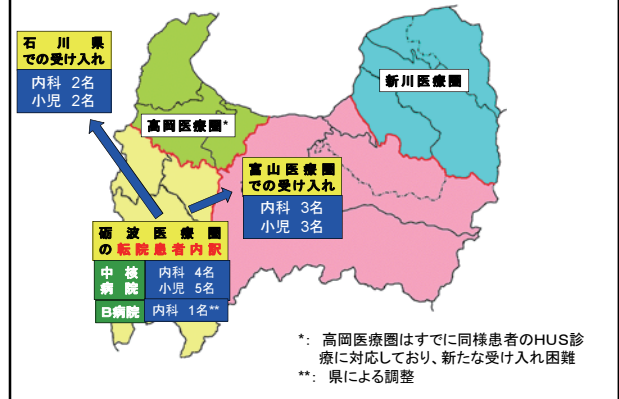 石川県
での受け入れ
内科 2名
小児 2名
新川医療圏
高岡医療圏*
富山医療圏
での受け入れ
内科 3名
小児 3名
砺波医療圏
の転院患者内訳
中核
病院
内科 4名
小児 5名
B病院
内科 1名**
*: 高岡医療圏はすでに同様患者のHUS診
療に対応しており、新たな受け入れ困難
**: 県による調整